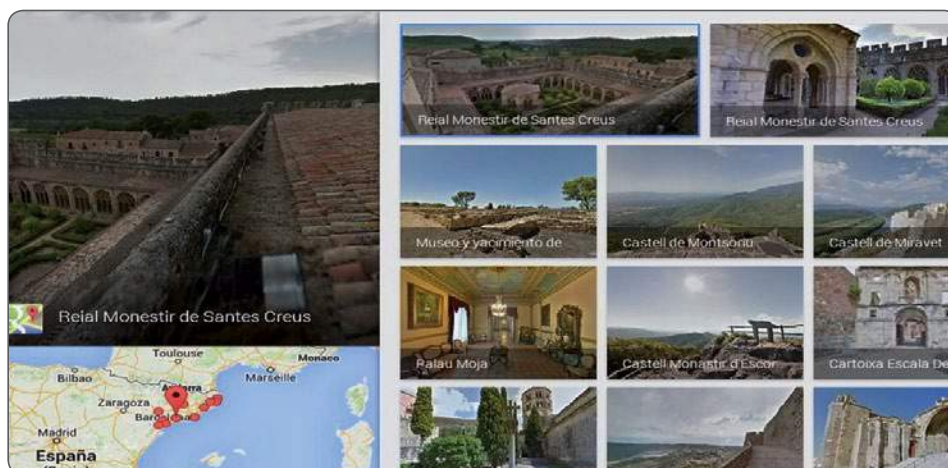 Reial Monestir de Santes Creus
Reial Monestir de Santes Creus
Museo y yacimiento de
Castell de Montsoriu
Castell de Miravet
Palau Moja
Castell Monastir d'Escor
Cartoixa Escala De
Reial Monestir de Santes Creus
Toulouse
Monaco
Bilbao
Andorra
Marseille
Zaragoza
Barcelona
Madrid
España